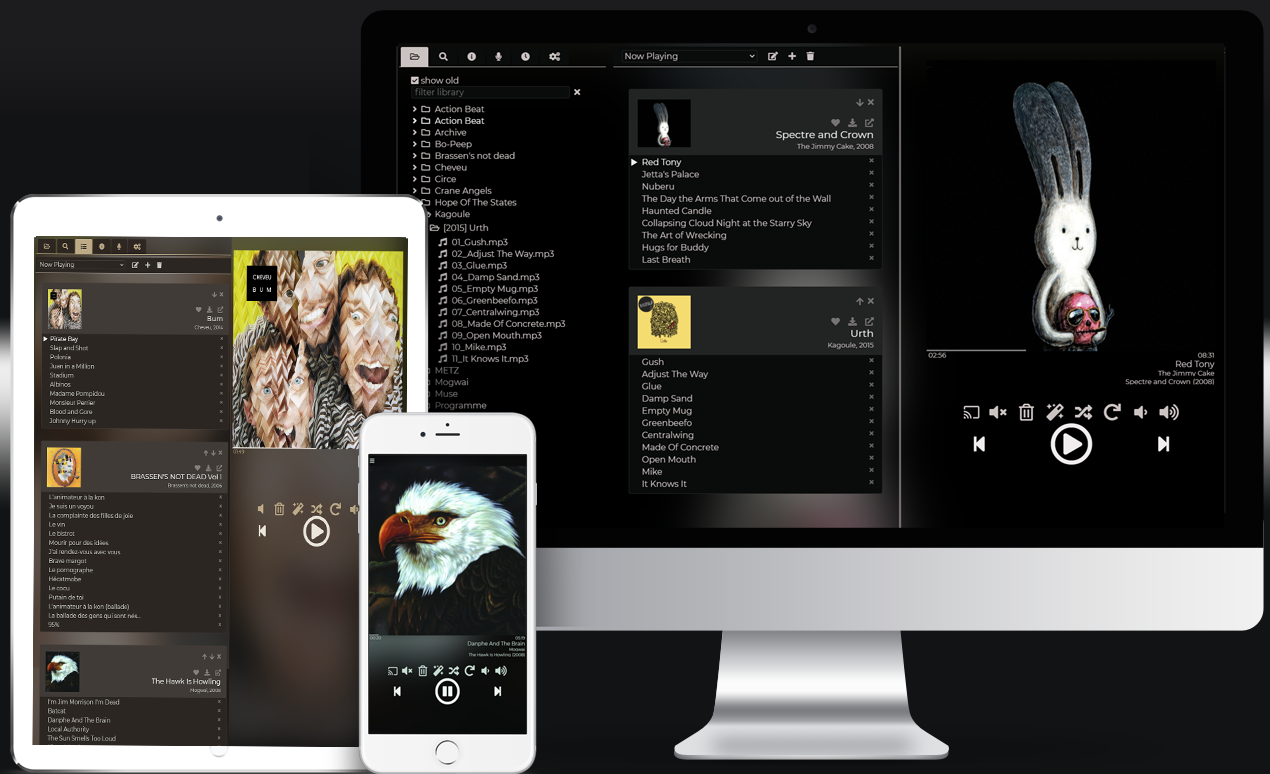 Now Playing
show old
filter library
Action Beat
Action Beat
Archive
Bo-Peep
Brassen's not dead
Cheveu
Circe
Crane Angels
Hope Of The States
Kagoule
[2015] Urth
01_Gush.mp3
02_Adjust The Way.mp3
03_Glue.mp3
04_Damp Sand.mp3
05_Empty Mug.mp3
06_Greenbeefo.mp3
07_Centralwing.mp3
08_Made Of Concrete.mp3
09_Open Mouth.mp3
10_Mike.mp3
11_It Knows It.mp3
METZ
Mogwai
Muse
Programme
Spectre and Crown
The Jimmy Cake, 2008
Red Tony
Jetta's Palace
Nuberu
The Day the Arms That Come out of the Wall
Haunted Candle
Collapsing Cloud Night at the Starry Sky
The Art of Wrecking
Hugs for Buddy
Last Breath
Urth
Kagoule, 2015
Gush
Adjust The Way
Glue
Damp Sand
Empty Mug
Greenbeefo
Centralwing
Made Of Concrete
Open Mouth
Mike
It Knows It
02:56
08:31
Red Tony
The Jimmy Cake
Spectre and Crown (2008)
Now Playing
Bum
Cheveu, 2014
Pirate Bay
Slap and Shot
Polonia
Juan in a Million
Stadium
Albinos
Madame Pompidou
Monsieur Perrier
Blood and Gore
Johnny Hurry up
BRASSEN'S NOT DEAD Vol I
Brassen's not dead, 2006
L'animateur à la kon
Je suis un voyou
La complainte des filles de joie
Le vin
Le bistrot
Mourir pour des idées
J'ai rendez-vous avec vous
Brave margot
Le pornographe
Hécatmobe
Le cocu
Putain de toi
L'animateur à la kon (ballade)
La ballade des gens qui sont nés..
95%
The Hawk Is Howling
Mogwai, 2008
I'm Jim Morrison I'm Dead
Batcat
Danphe And The Brain
Local Authority
The Sun Smells Too Loud
CHEVEU
BUM
Danphe And The Brain
Mogwai
The Hawk Is Howling (2008)